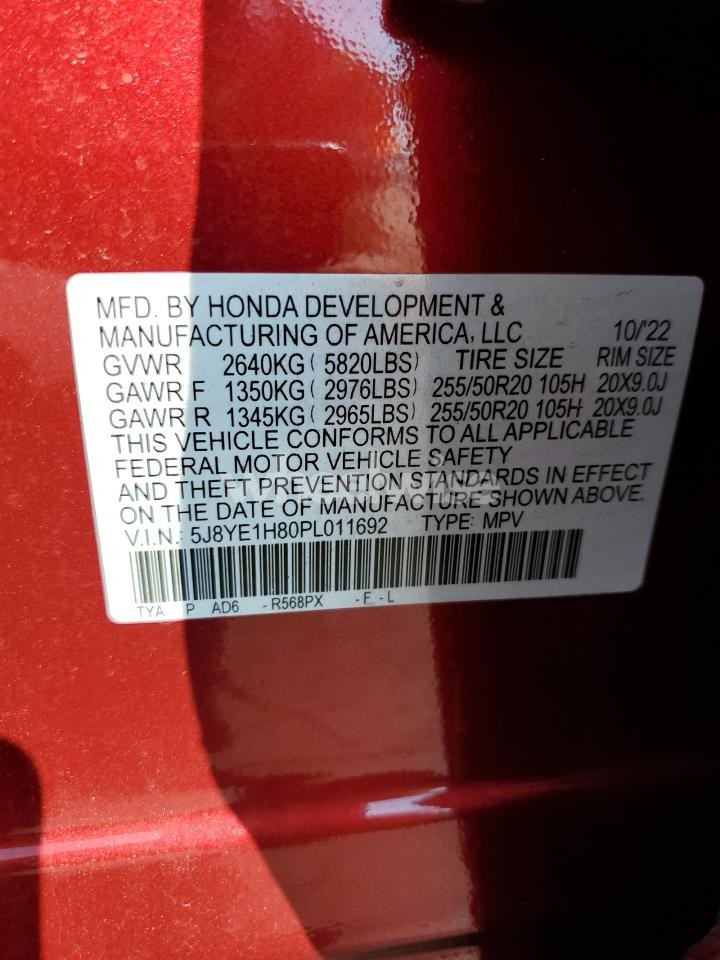 MFD. BY HONDA DEVELOPMENT &
MANUFACTURING OF AMERICA, LLC 10/'22
GVWR 2640KG ( 5820LBS) TIRE SIZE RIM SIZE
GAWR F 1350KG ( 2976LBS) 255/50R20 105H 20X9.0J
GAWR R 1345KG ( 2965LBS) 255/50R20 105H 20X9.0J
THIS VEHICLE CONFORMS TO ALL APPLICABLE
FEDERAL MOTOR VEHICLE SAFETY
AND THEFT PREVENTION STANDARDS IN EFFECT
ON THE DATE OF MANUFACTURE SHOWN ABOVE.
V.I.N.: 5J8YE1H80PL011692 TYPE: MPV
TYA P AD6 -R568PX -F -L